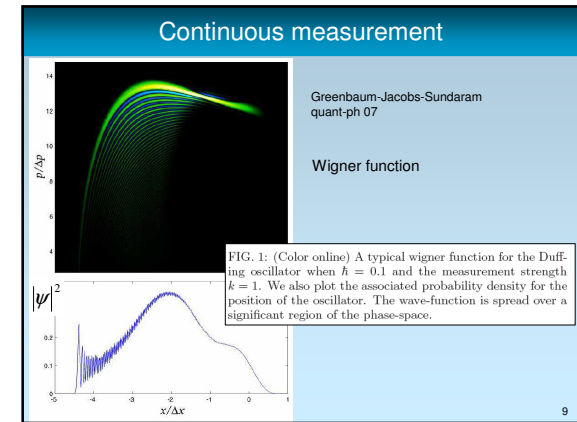 Continuous measurement
14
12
10
8
6
4
p/Δp
Greenbaum-Jacobs-Sundaram
quant-ph 07
Wigner function
FIG. 1: (Color online) A typical wigner function for the Duff-
ing oscillator when ℏ = 0.1 and the measurement strength
k = 1. We also plot the associated probability density for the
position of the oscillator. The wave-function is spread over a
significant region of the phase-space.
|ψ|²
0.2
0.1
0
-5 -4 -3 -2 -1 0 1
x/Δx
9